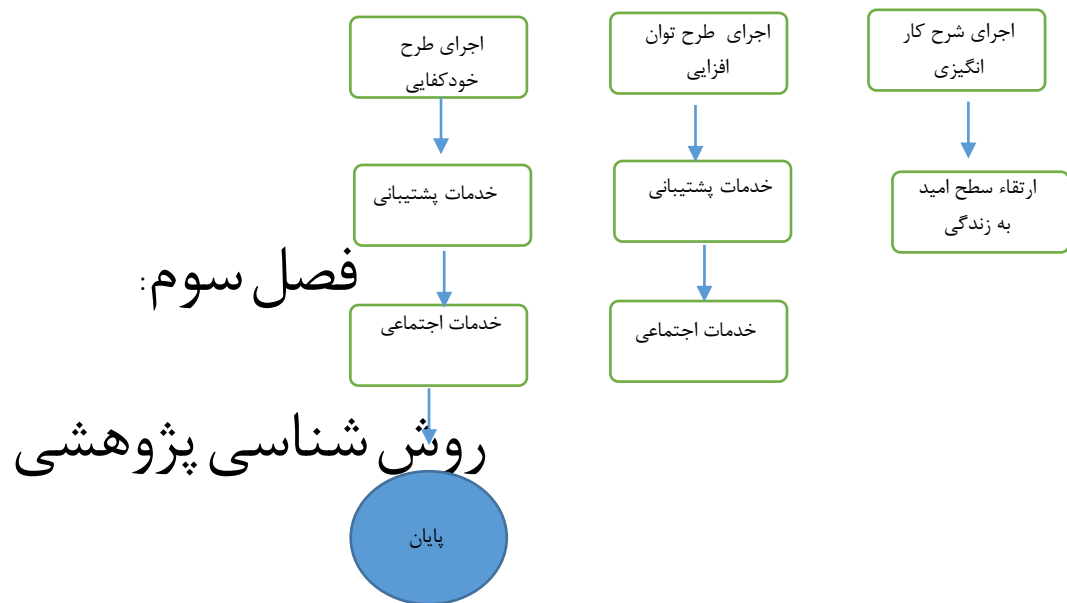 اجرای شرح کار
انگیزی
اجرای طرح توان
افزایی
اجرای طرح
خودکفایی
ارتقاء سطح امید
به زندگی
خدمات پشتیبانی
خدمات پشتیبانی
فصل سوم:
خدمات اجتماعی
خدمات اجتماعی
روش شناسی پژوهشی
پایان